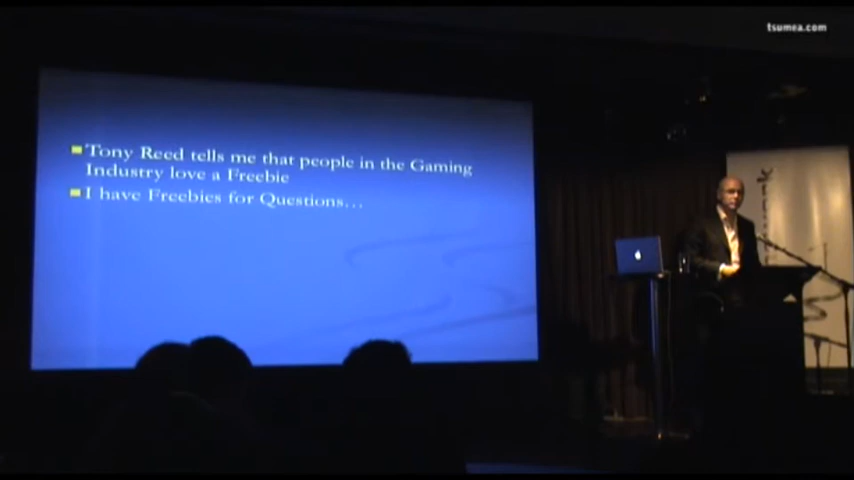 tsumea.com
Tony Reed tells me that people in the Gaming
Industry love a Freebie
I have Freebies for Questions…